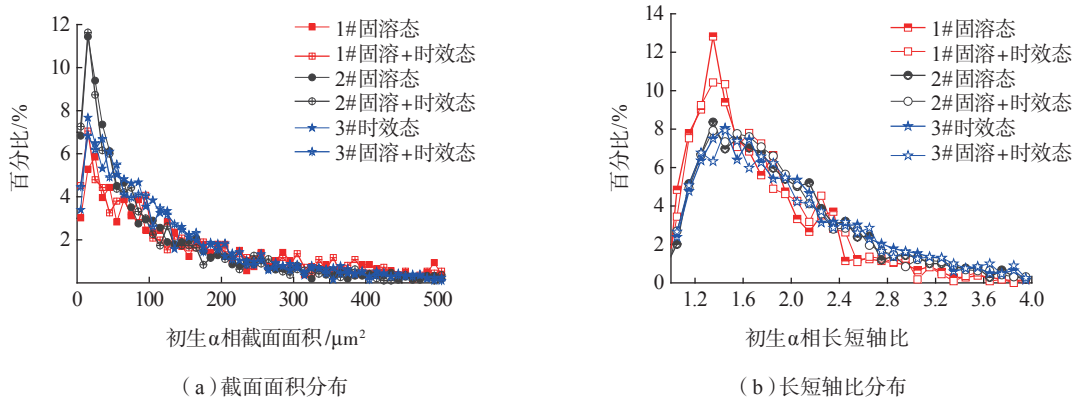 12
10
8
6
4
2
0
100
200
300
400
500
百分比/%
初生α相截面面积/μm²
1#固溶态
1#固溶+时效态
2#固溶态
2#固溶+时效态
3#时效态
3#固溶+时效态
(a)截面面积分布
14
12
10
8
6
4
2
0
1.2
1.6
2.0
2.4
2.8
3.2
3.6
4.0
百分比/%
初生α相长短轴比
1#固溶态
1#固溶+时效态
2#固溶态
2#固溶+时效态
3#时效态
3#固溶+时效态
(b)长短轴比分布